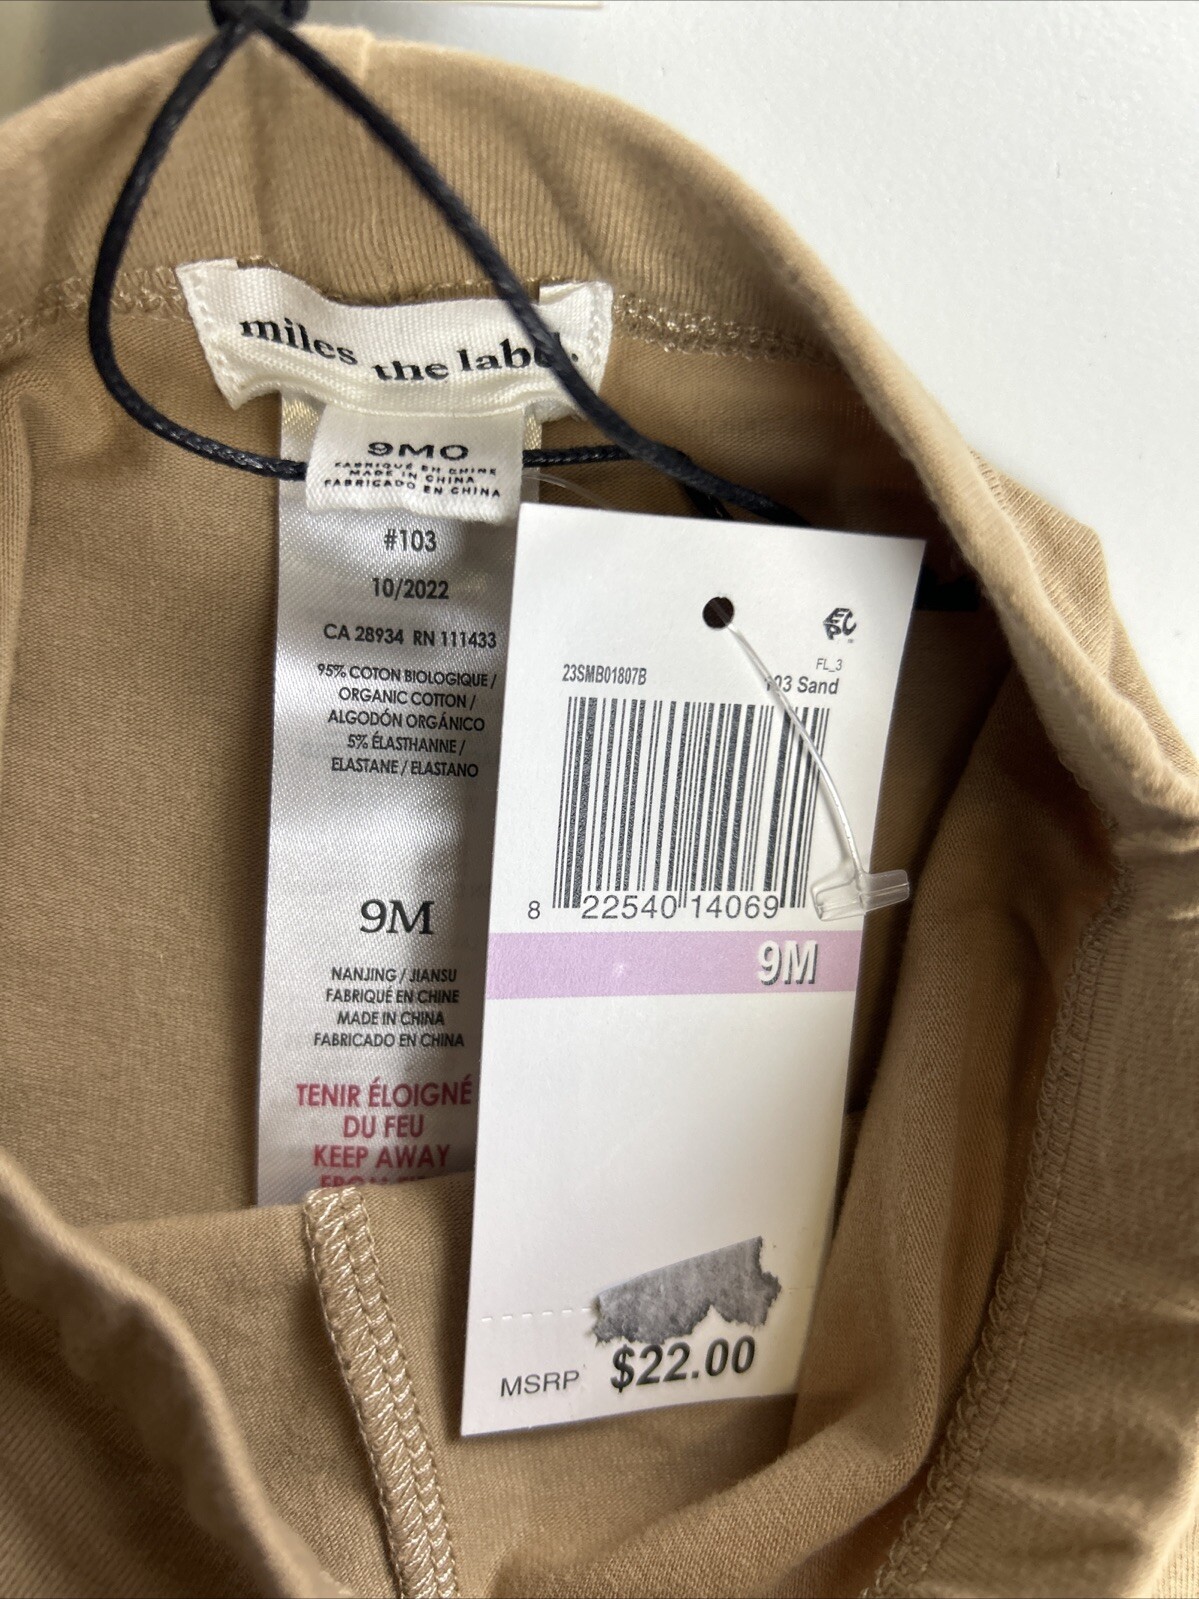 miles the label.
9MO
FABRIQUÉ EN CHINE
MADE IN CHINA
FABRICADO EN CHINA
#103
10/2022
CA 28934 RN 111433
95% COTON BIOLOGIQUE /
ORGANIC COTTON /
ALGODÓN ORGÁNICO
5% ÉLASTHANNE /
ELASTANE / ELASTANO
9M
NANJING / JIANSU
FABRIQUÉ EN CHINE
MADE IN CHINA
FABRICADO EN CHINA
TENIR ÉLOIGNÉ
DU FEU
KEEP AWAY
FROM
EPC
FL_3
23SMB01807B
103 Sand
8 22540 14069
9M
MSRP $22.00